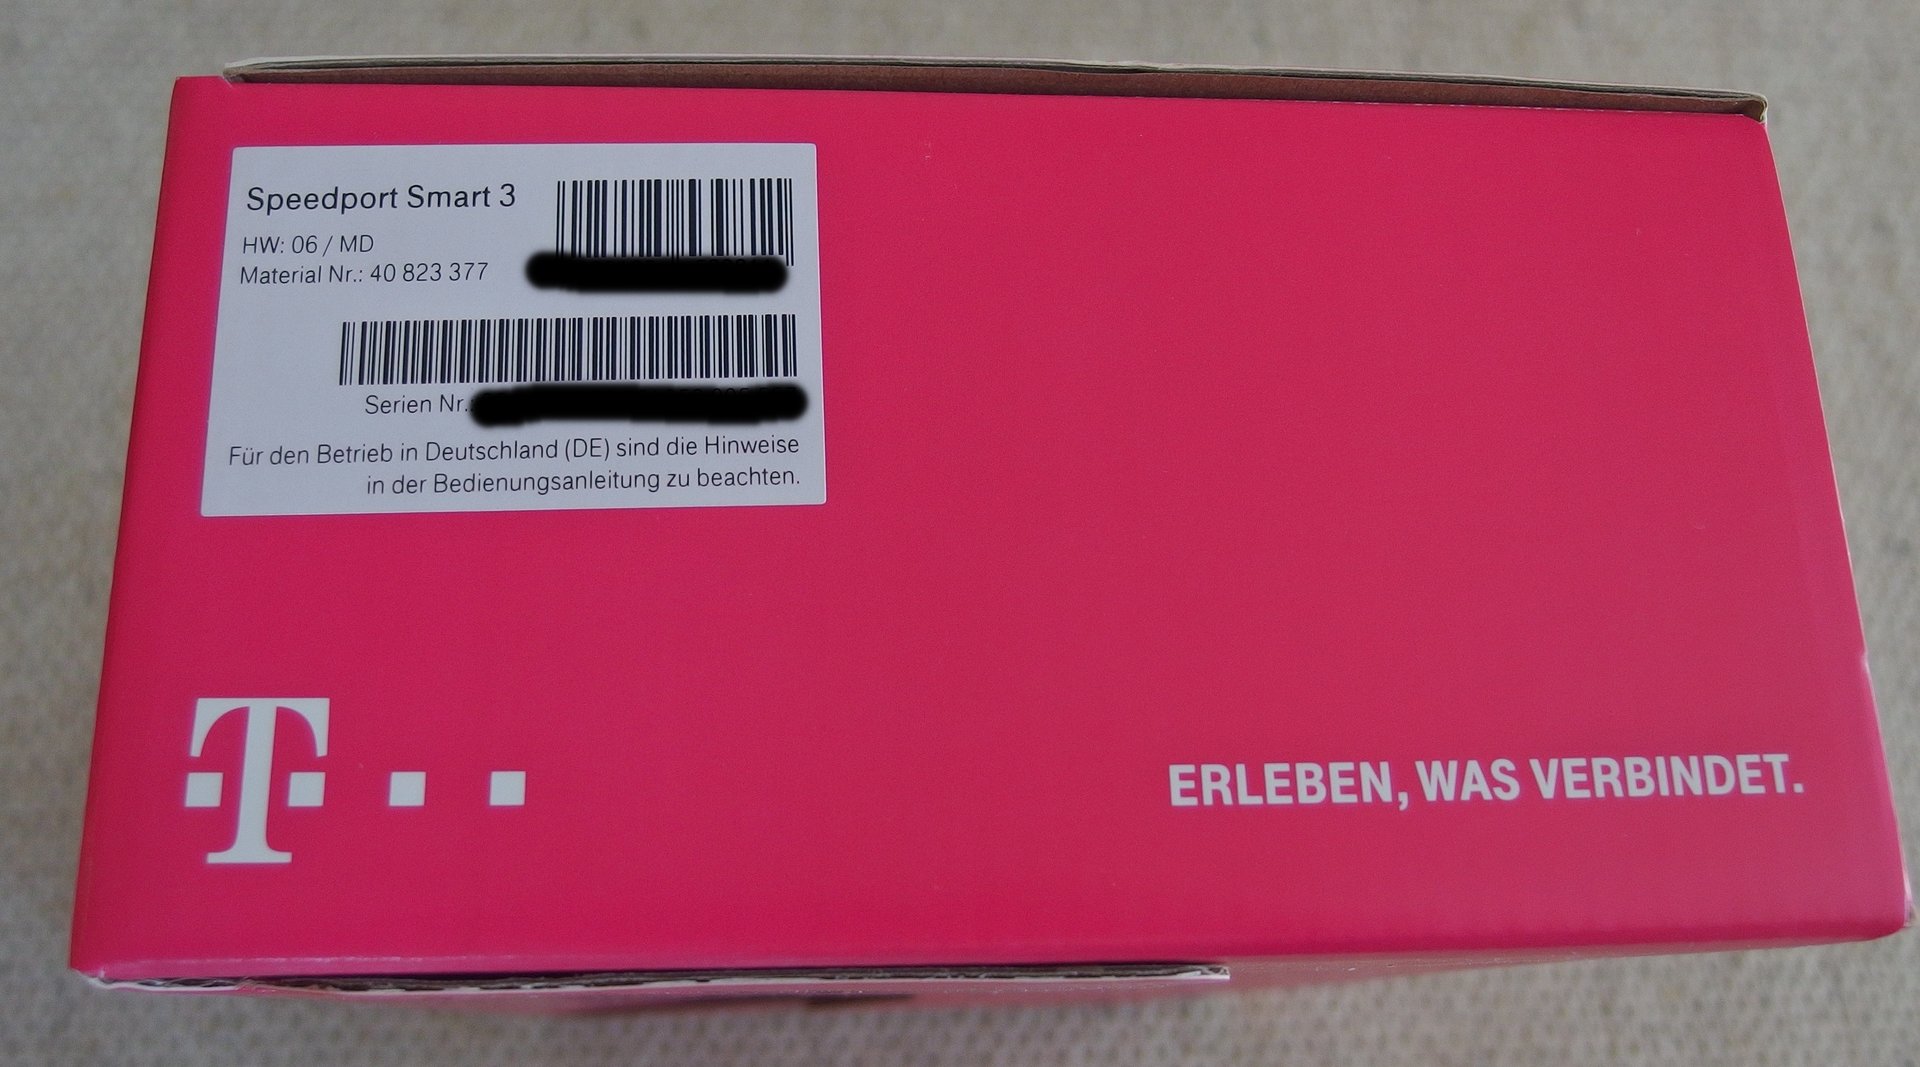 Speedport Smart 3
HW: 06 / MD
Material Nr.: 40 823 377
Serien Nr.:
Für den Betrieb in Deutschland (DE) sind die Hinweise
in der Bedienungsanleitung zu beachten.
T
ERLEBEN, WAS VERBINDET.